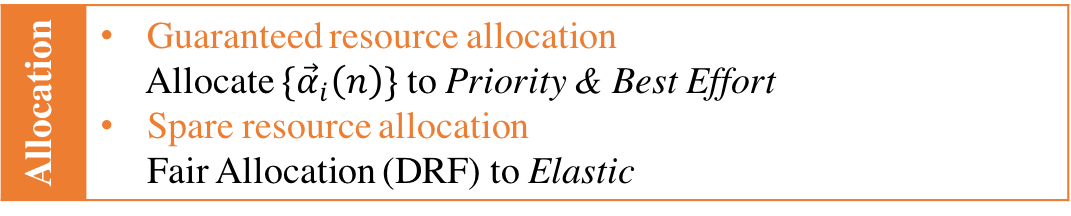 Allocation
• Guaranteed resource allocation
Allocate {α⃗ᵢ(n)} to Priority & Best Effort
• Spare resource allocation
Fair Allocation (DRF) to Elastic